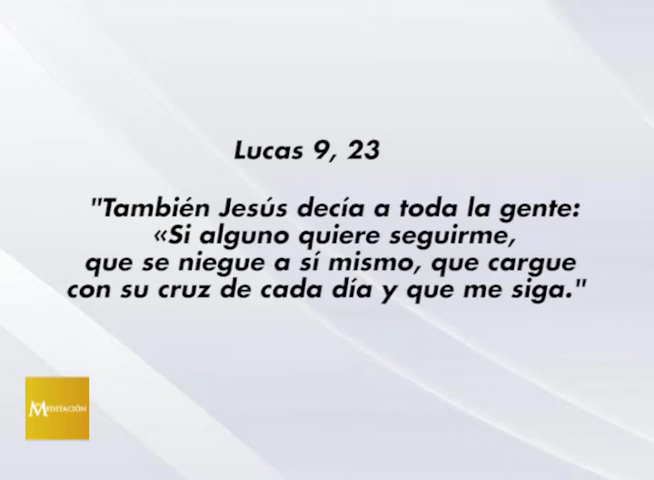 Lucas 9, 23
"También Jesús decía a toda la gente:
«Si alguno quiere seguirme,
que se niegue a sí mismo, que cargue
con su cruz de cada día y que me siga."
MEDITACIÓN